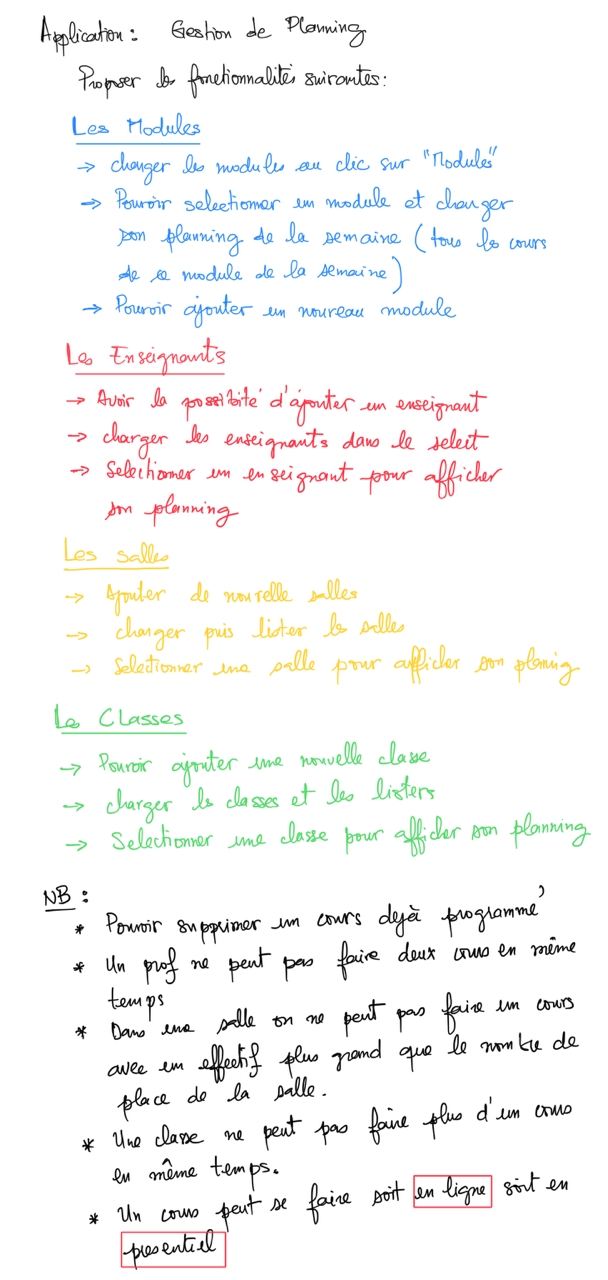 Application : Gestion de Planning
Proposer les fonctionnalités suivantes :
Les Modules
→ charger les modules au clic sur "Modules"
→ Pouvoir selectionner un module et charger
son planning de la semaine (tous les cours
de ce module de la semaine)
→ Pouvoir ajouter un nouveau module
Les Enseignants
→ Avoir la possibité d'ajouter un enseignant
→ charger les enseignants dans le select
→ Selectionner un enseignant pour afficher
son planning
Les salles
→ Ajouter de nouvelle salles
→ charger puis lister les salles
→ Selectionner une salle pour afficher son planing
Les Classes
→ Pouvoir ajouter une nouvelle classe
→ charger les classes et les listers
→ Selectionner une classe pour afficher son planning
NB :
* Pouvoir supprimer un cours dejà programmé
* Un prof ne peut pas faire deux cours en même
temps
* Dans une salle on ne peut pas faire un cours
avec un effectif plus grand que le nombre de
place de la salle.
* Une classe ne peut pas faire plus d'un cours
en même temps.
* Un cours peut se faire soit en ligne soit en
presentiel